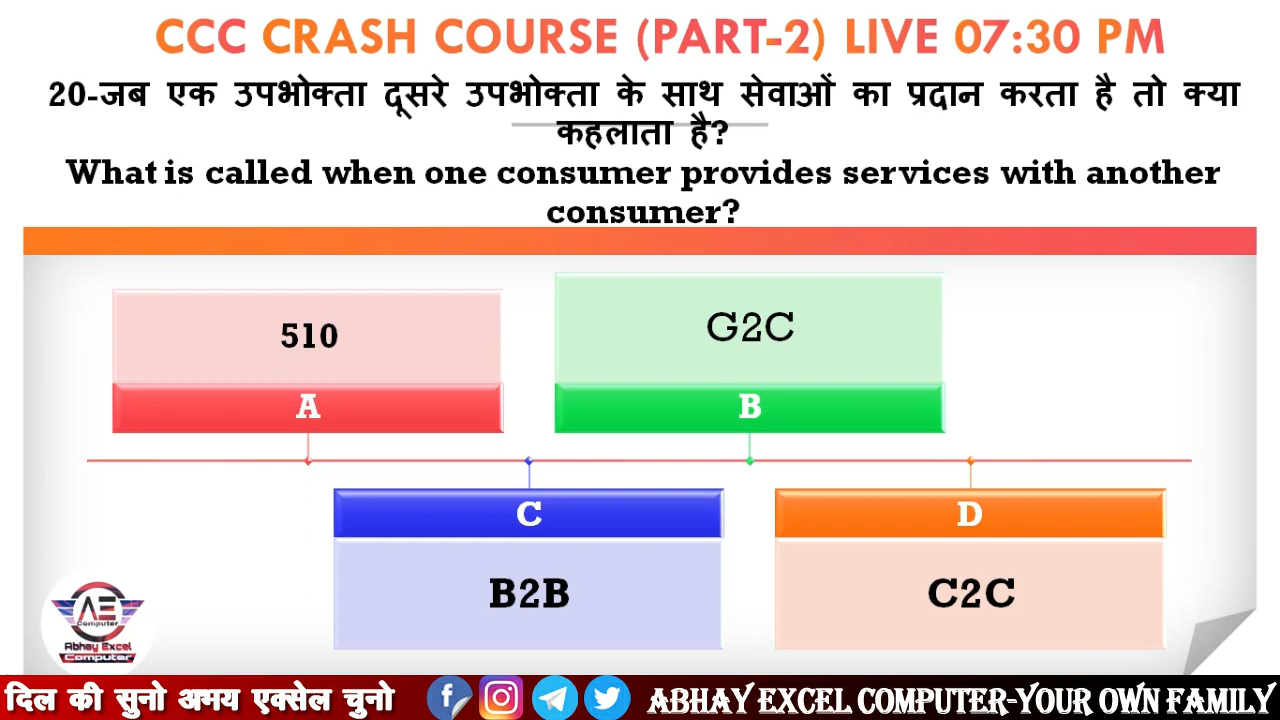 CCC CRASH COURSE (PART-2) LIVE 07:30 PM
20-जब एक उपभोक्ता दूसरे उपभोक्ता के साथ सेवाओं का प्रदान करता है तो क्या
कहलाता है?
What is called when one consumer provides services with another
consumer?
510
G2C
A
B
C
D
B2B
C2C
AE
Computer
Abhay Excel
Computer
दिल की सुनो अभय एक्सेल चुनो
ABHAY EXCEL COMPUTER-YOUR OWN FAMILY